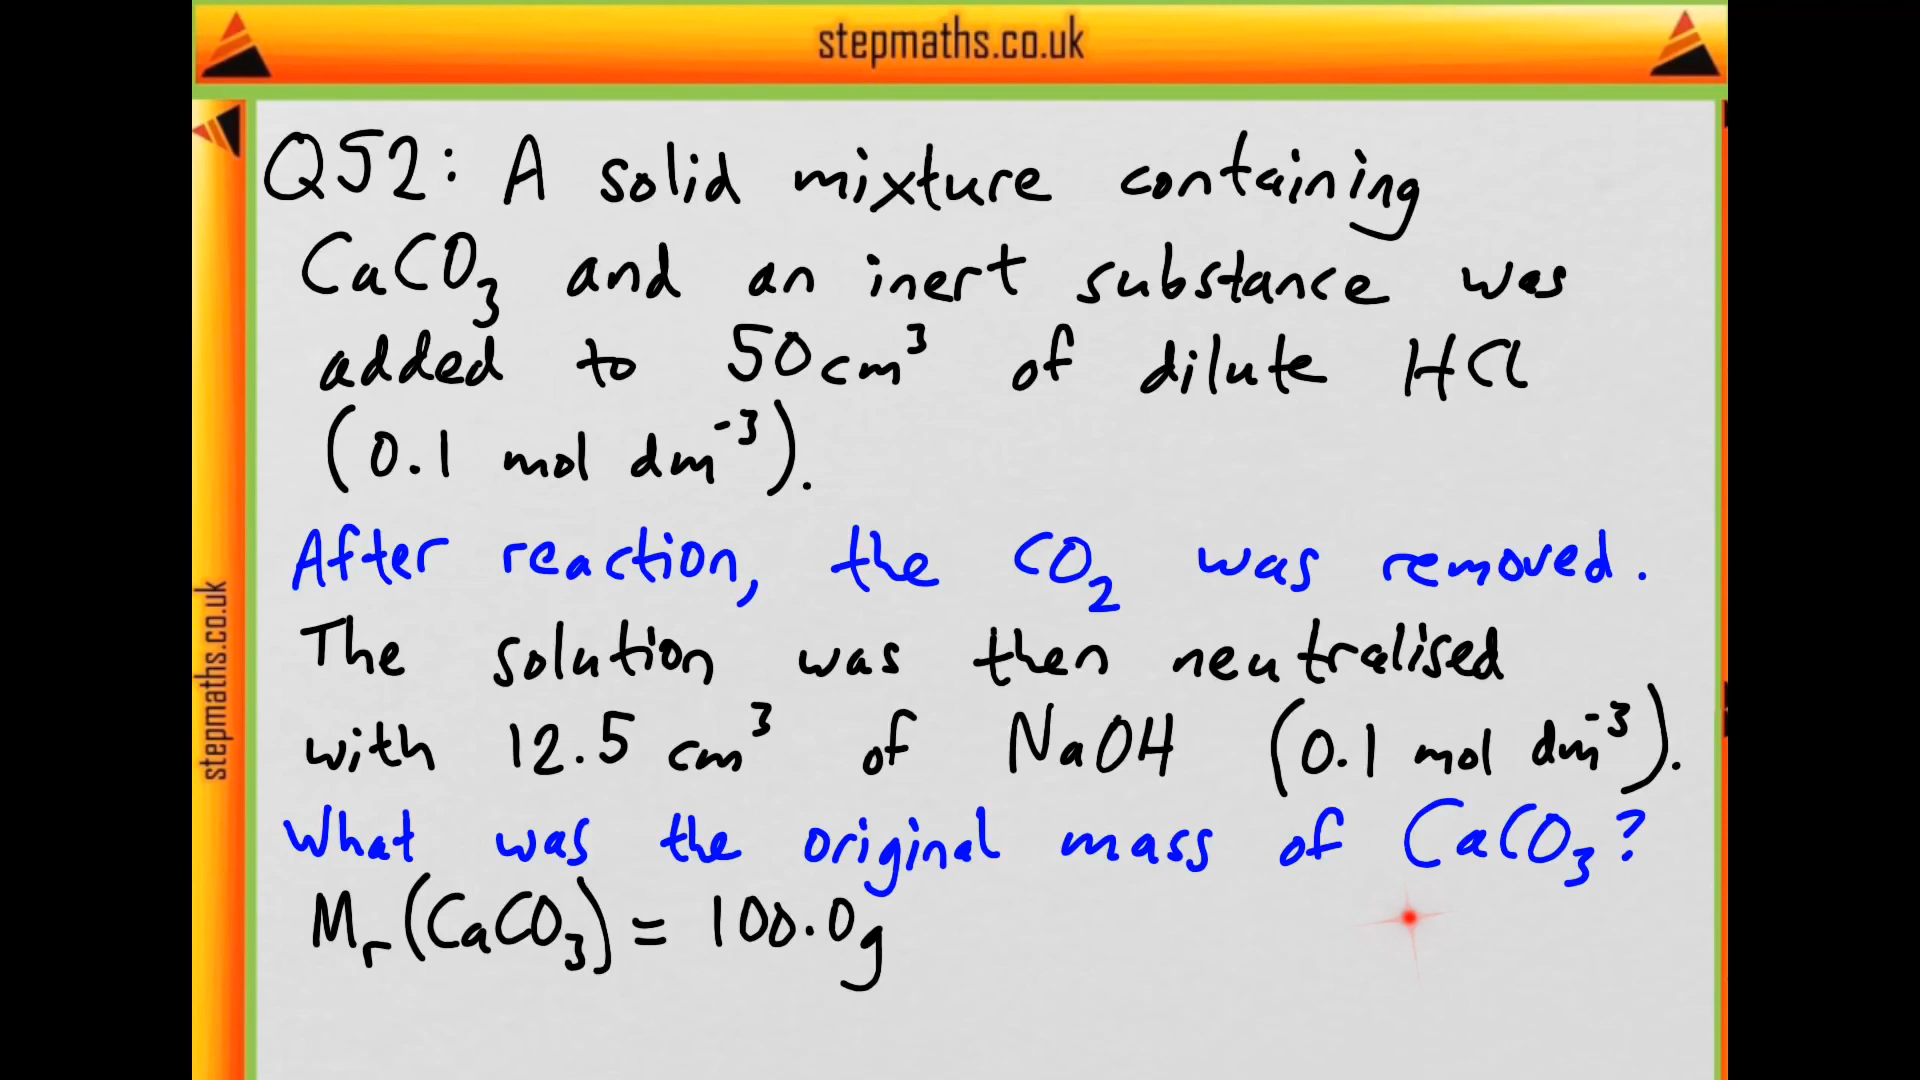 stepmaths.co.uk
stepmaths.co.uk
Q52: A solid mixture containing
CaCO₃ and an inert substance was
added to 50cm³ of dilute HCl
(0.1 mol dm⁻³).
After reaction, the CO₂ was removed.
The solution was then neutralised
with 12.5 cm³ of NaOH (0.1 mol dm⁻³).
What was the original mass of CaCO₃?
Mᵣ(CaCO₃) = 100.0g